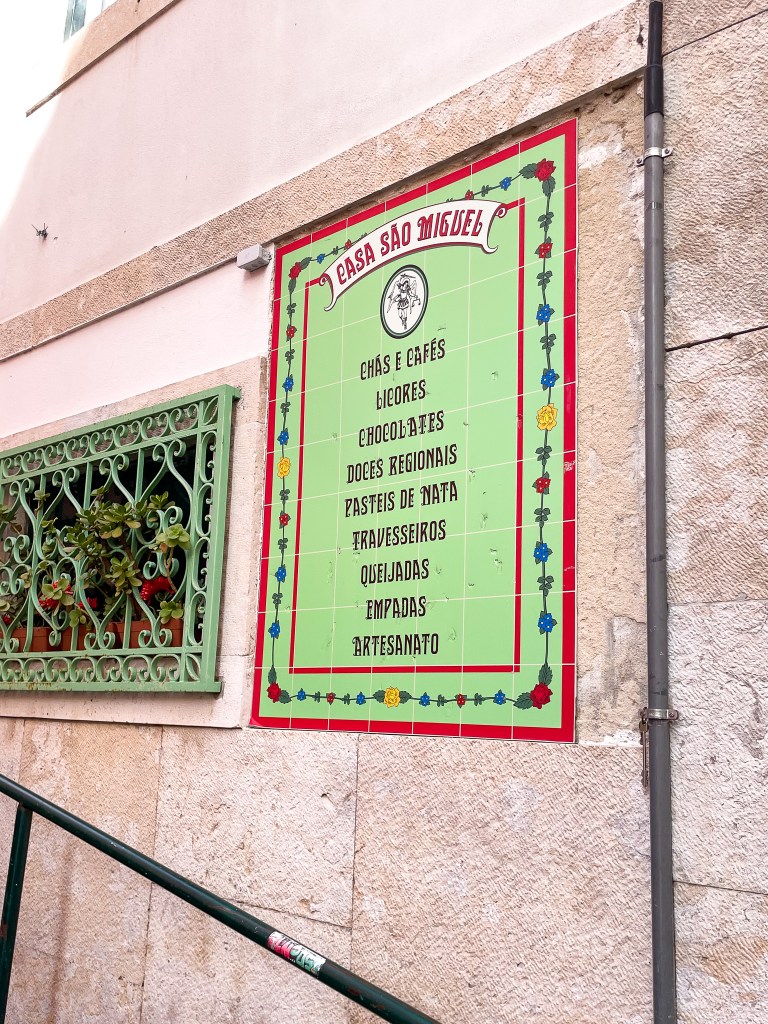 CASA SÃO MIGUEL
CHÁS E CAFÉS
LICORES
CHOCOLATES
DOCES REGIONAIS
PASTEIS DE NATA
TRAVESSEIROS
QUEIJADAS
EMPADAS
ARTESANATO